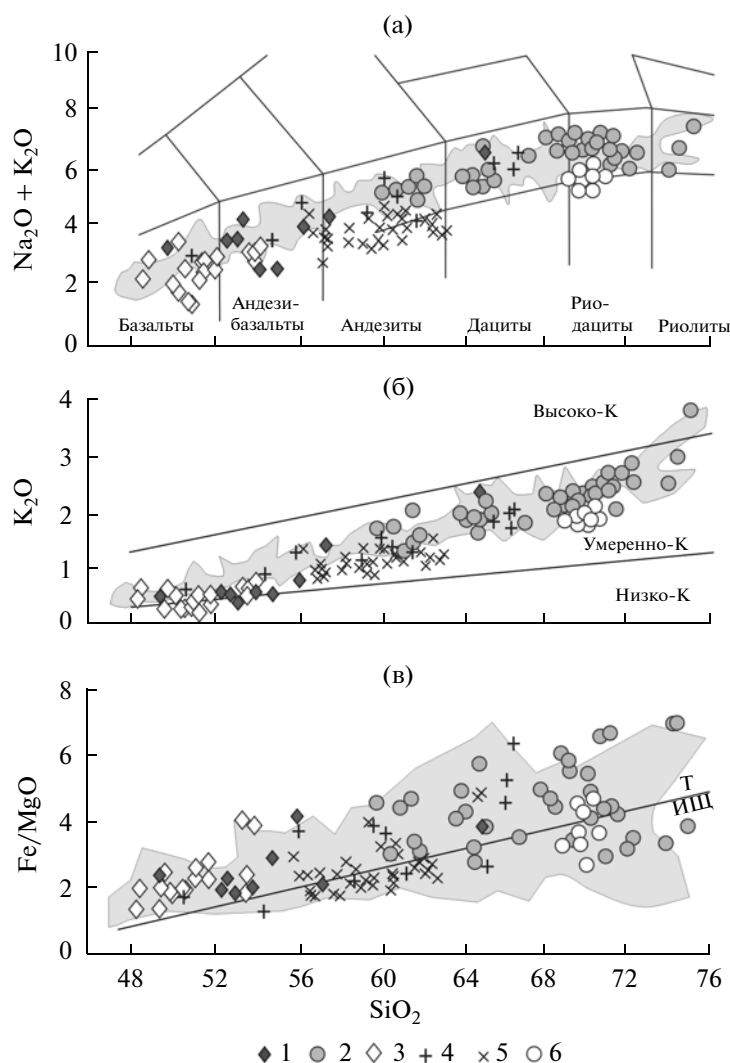 (а)
10
8
6
4
2
0
Na₂O + K₂O
Базальты
Андези-
базальты
Андезиты
Дациты
Рио-
дациты
Риолиты
(б)
4
3
2
1
0
K₂O
Высоко-К
Умеренно-К
Низко-К
(в)
8
6
4
2
0
Fe/MgO
Т
ИЩ
48 52 56 60 64 68 72 76
SiO₂
1 2 3 4 5 6